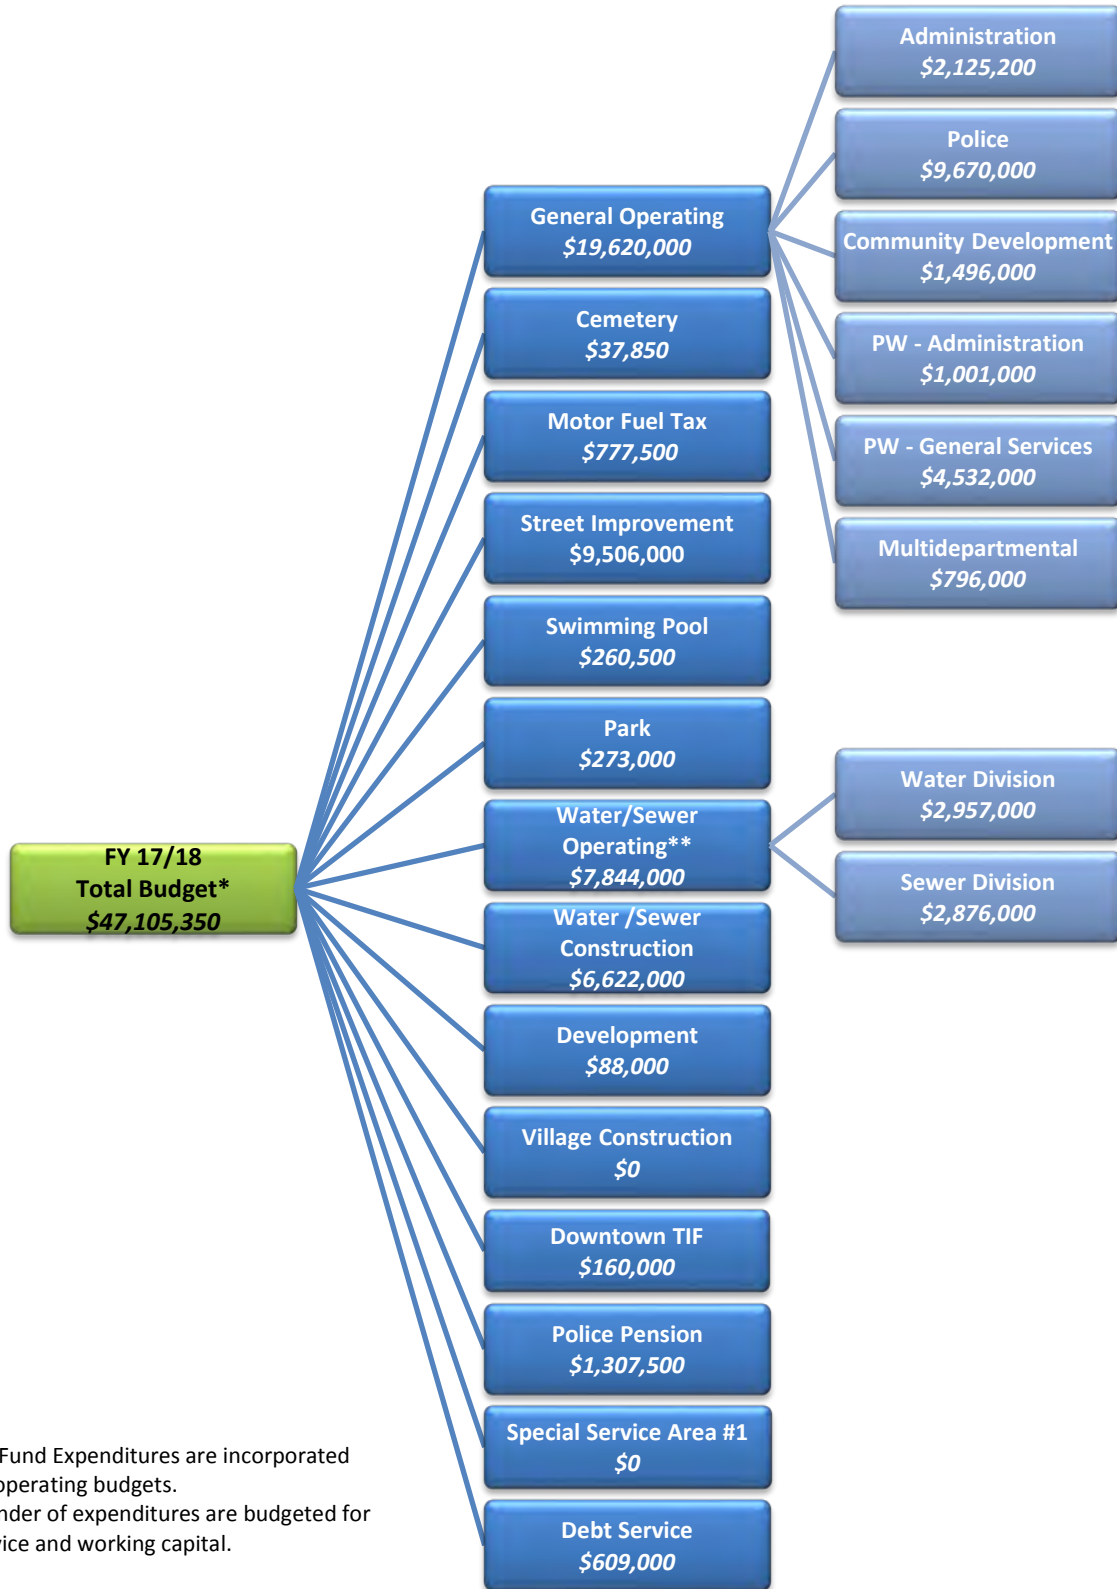 FY 17/18
Total Budget*
$47,105,350
General Operating
$19,620,000
Cemetery
$37,850
Motor Fuel Tax
$777,500
Street Improvement
$9,506,000
Swimming Pool
$260,500
Park
$273,000
Water/Sewer
Operating**
$7,844,000
Water /Sewer
Construction
$6,622,000
Development
$88,000
Village Construction
$0
Downtown TIF
$160,000
Police Pension
$1,307,500
Special Service Area #1
$0
Debt Service
$609,000
Administration
$2,125,200
Police
$9,670,000
Community Development
$1,496,000
PW - Administration
$1,001,000
PW - General Services
$4,532,000
Multidepartmental
$796,000
Water Division
$2,957,000
Sewer Division
$2,876,000
Fund Expenditures are incorporated
operating budgets.
nder of expenditures are budgeted for
vice and working capital.